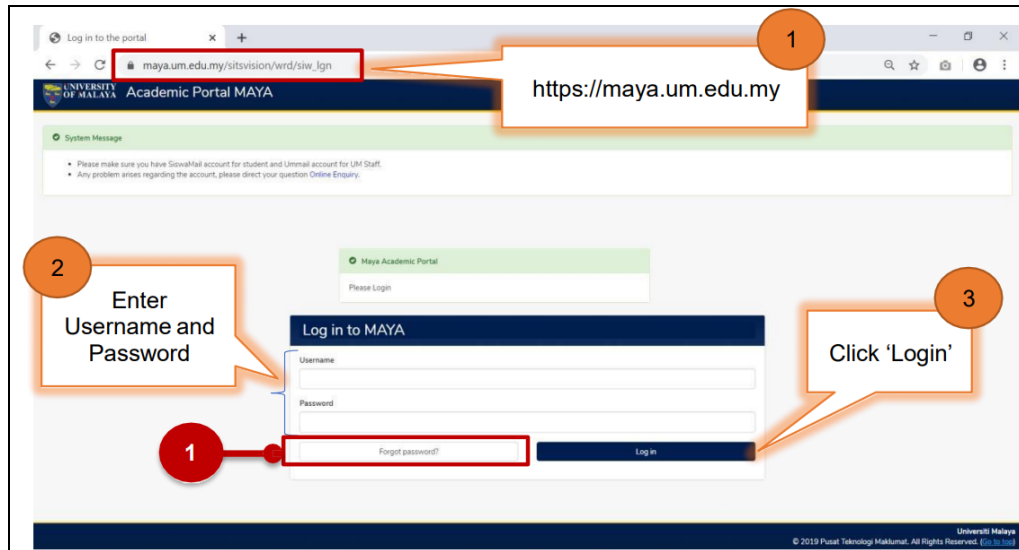 Log in to the portal
maya.um.edu.my/sitsvision/wrd/siw_lgn
1
https://maya.um.edu.my
UNIVERSITY
OF MALAYA
Academic Portal MAYA
System Message
Please make sure you have SiswaMail account for student and Ummail account for UM Staff.
Any problem arises regarding the account, please direct your question Online Enquiry.
Maya Academic Portal
Please Login
2
Enter
Username and
Password
3
Click ‘Login’
Log in to MAYA
Username
Password
1
Forgot password?
Log in
Universiti Malaya
© 2019 Pusat Teknologi Maklumat. All Rights Reserved. (Go to top)